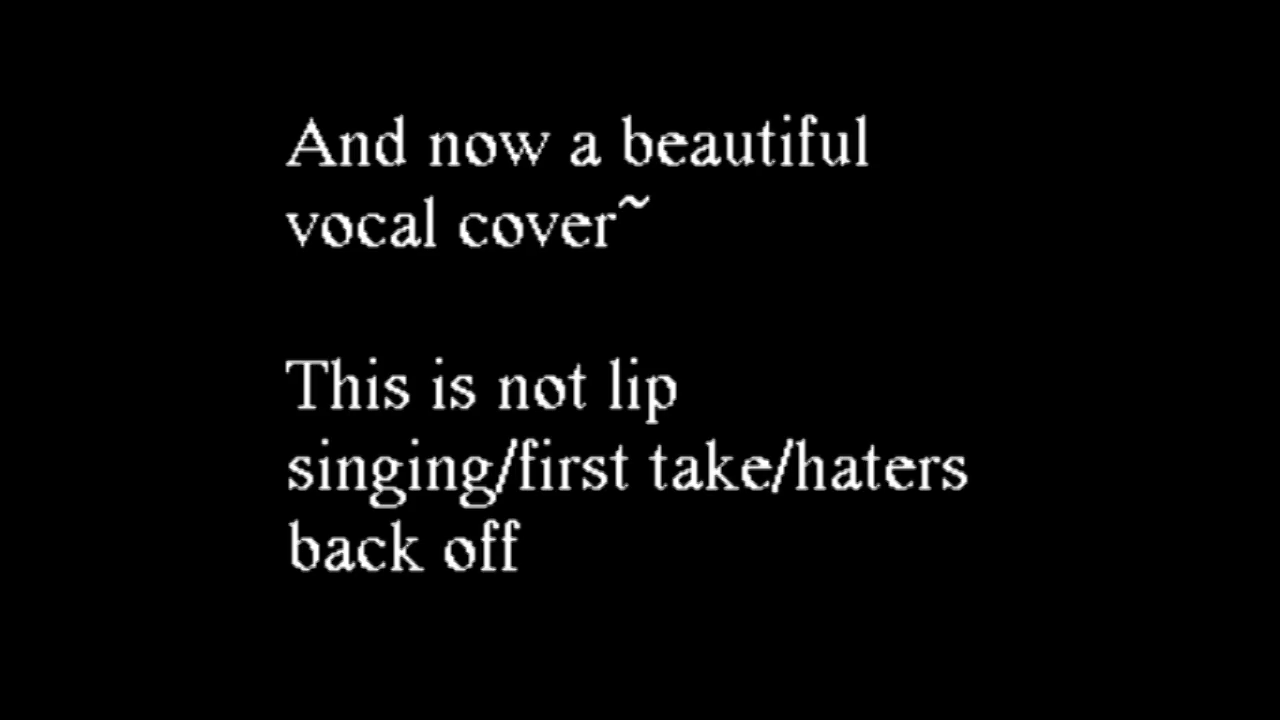 And now a beautiful
vocal cover~
This is not lip
singing/first take/haters
back off